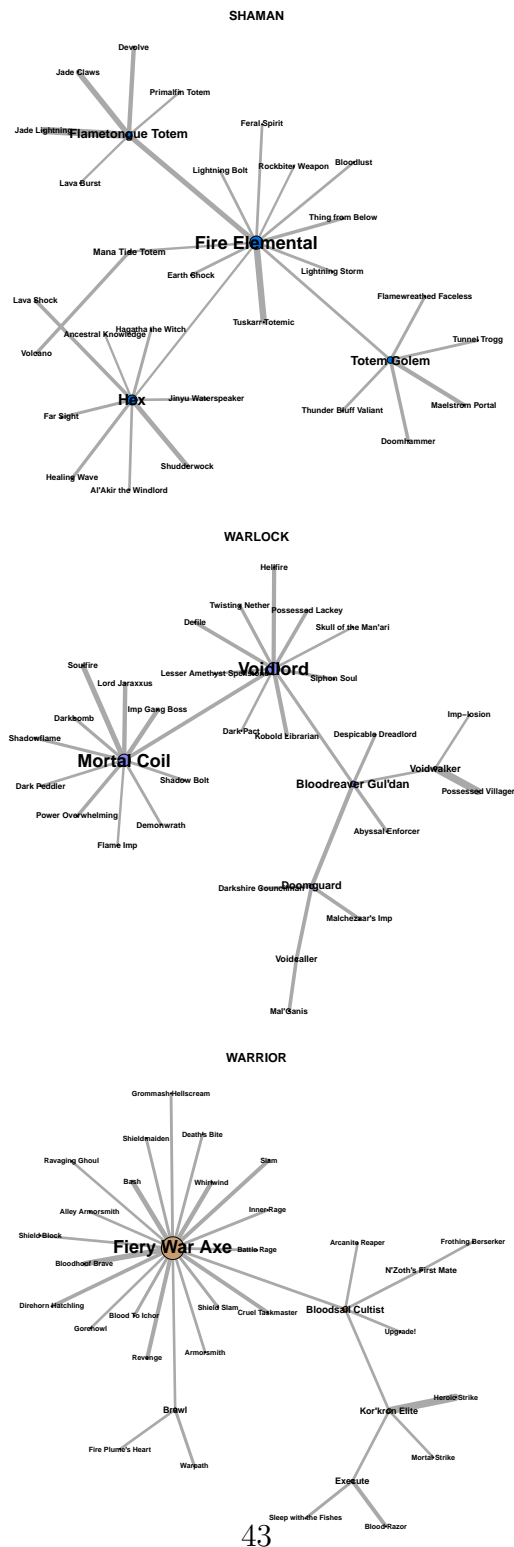 SHAMAN
Devolve
Jade Claws
Primalfin Totem
Feral Spirit
Jade Lightning
Flametongue Totem
Lightning Bolt
Rockbiter Weapon
Bloodlust
Lava Burst
Thing from Below
Fire Elemental
Mana Tide Totem
Earth Shock
Lightning Storm
Lava Shock
Flamewreathed Faceless
Tuskarr Totemic
Hagatha the Witch
Ancestral Knowledge
Tunnel Trogg
Volcano
Totem Golem
Hex
Jinyu Waterspeaker
Maelstrom Portal
Far Sight
Thunder Bluff Valiant
Doomhammer
Shudderwock
Healing Wave
Al'Akir the Windlord
WARLOCK
Hellfire
Twisting Nether
Possessed Lackey
Defile
Skull of the Man'ari
Soulfire
Lesser Amethyst Spellstone
Voidlord
Siphon Soul
Lord Jaraxxus
Imp Gang Boss
Imp−losion
Darkbomb
Dark Pact
Kobold Librarian
Despicable Dreadlord
Shadowflame
Mortal Coil
Voidwalker
Shadow Bolt
Dark Peddler
Bloodreaver Gul'dan
Possessed Villager
Power Overwhelming
Demonwrath
Abyssal Enforcer
Flame Imp
Darkshire Councilman
Doomguard
Malchezaar's Imp
Voidcaller
Mal'Ganis
WARRIOR
Grommash Hellscream
Shieldmaiden
Death's Bite
Ravaging Ghoul
Slam
Bash
Whirlwind
Alley Armorsmith
Inner Rage
Shield Block
Fiery War Axe
Battle Rage
Arcanite Reaper
Frothing Berserker
Bloodhoof Brave
N'Zoth's First Mate
Direhorn Hatchling
Blood To Ichor
Shield Slam
Cruel Taskmaster
Bloodsail Cultist
Gorehowl
Upgrade!
Revenge
Armorsmith
Heroic Strike
Brawl
Kor'kron Elite
Fire Plume's Heart
Mortal Strike
Warpath
Execute
Sleep with the Fishes
Blood Razor
43